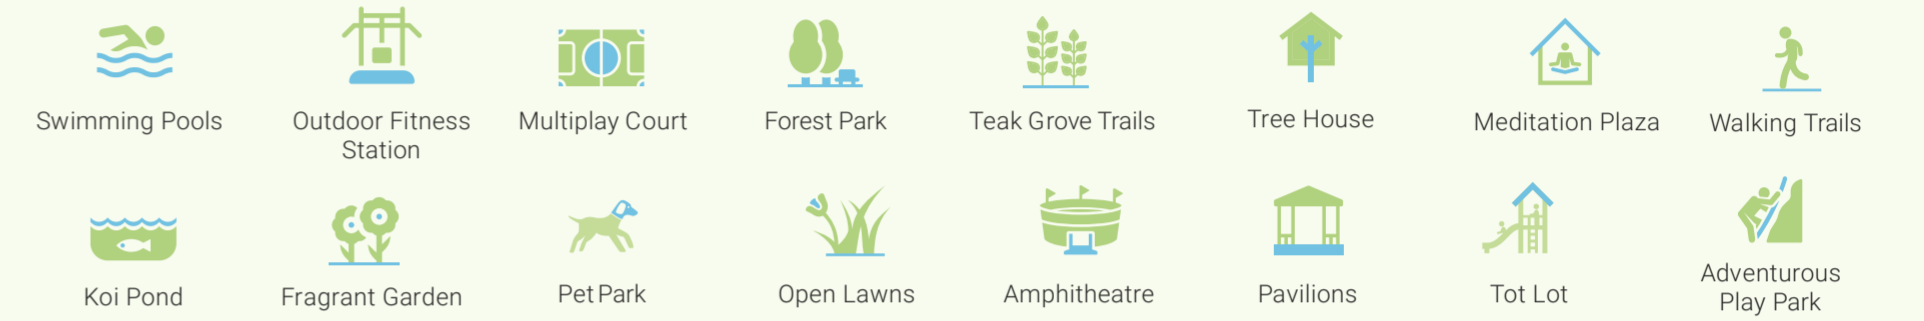 Swimming Pools
Outdoor Fitness
Station
Multiplay Court
Forest Park
Teak Grove Trails
Tree House
Meditation Plaza
Walking Trails
Koi Pond
Fragrant Garden
Pet Park
Open Lawns
Amphitheatre
Pavilions
Tot Lot
Adventurous
Play Park